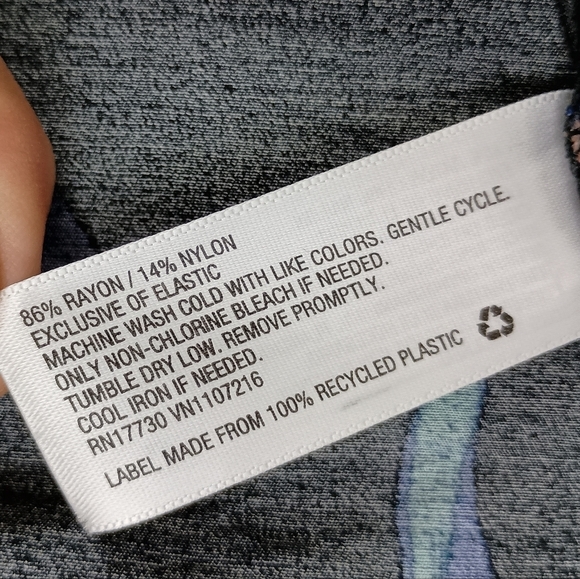 86% RAYON / 14% NYLON
EXCLUSIVE OF ELASTIC
MACHINE WASH COLD WITH LIKE COLORS. GENTLE CYCLE.
ONLY NON-CHLORINE BLEACH IF NEEDED.
TUMBLE DRY LOW. REMOVE PROMPTLY.
COOL IRON IF NEEDED.
RN17730 VN1107216
LABEL MADE FROM 100% RECYCLED PLASTIC